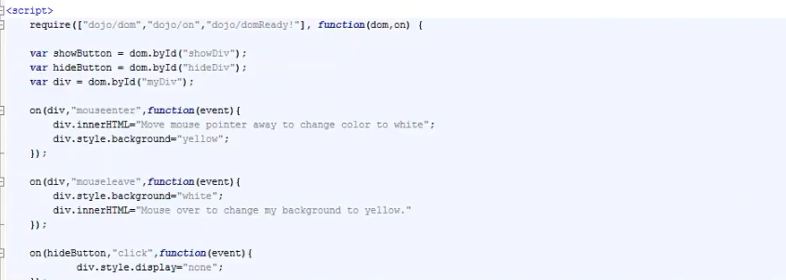 <script>
require(["dojo/dom","dojo/on","dojo/domReady!"], function(dom,on) {
var showButton = dom.byId("showDiv");
var hideButton = dom.byId("hideDiv");
var div = dom.byId("myDiv");
on(div,"mouseenter",function(event){
div.innerHTML="Move mouse pointer away to change color to white";
div.style.background="yellow";
});
on(div,"mouseleave",function(event){
div.style.background="white";
div.innerHTML="Mouse over to change my background to yellow."
});
on(hideButton,"click",function(event){
div.style.display="none";
});